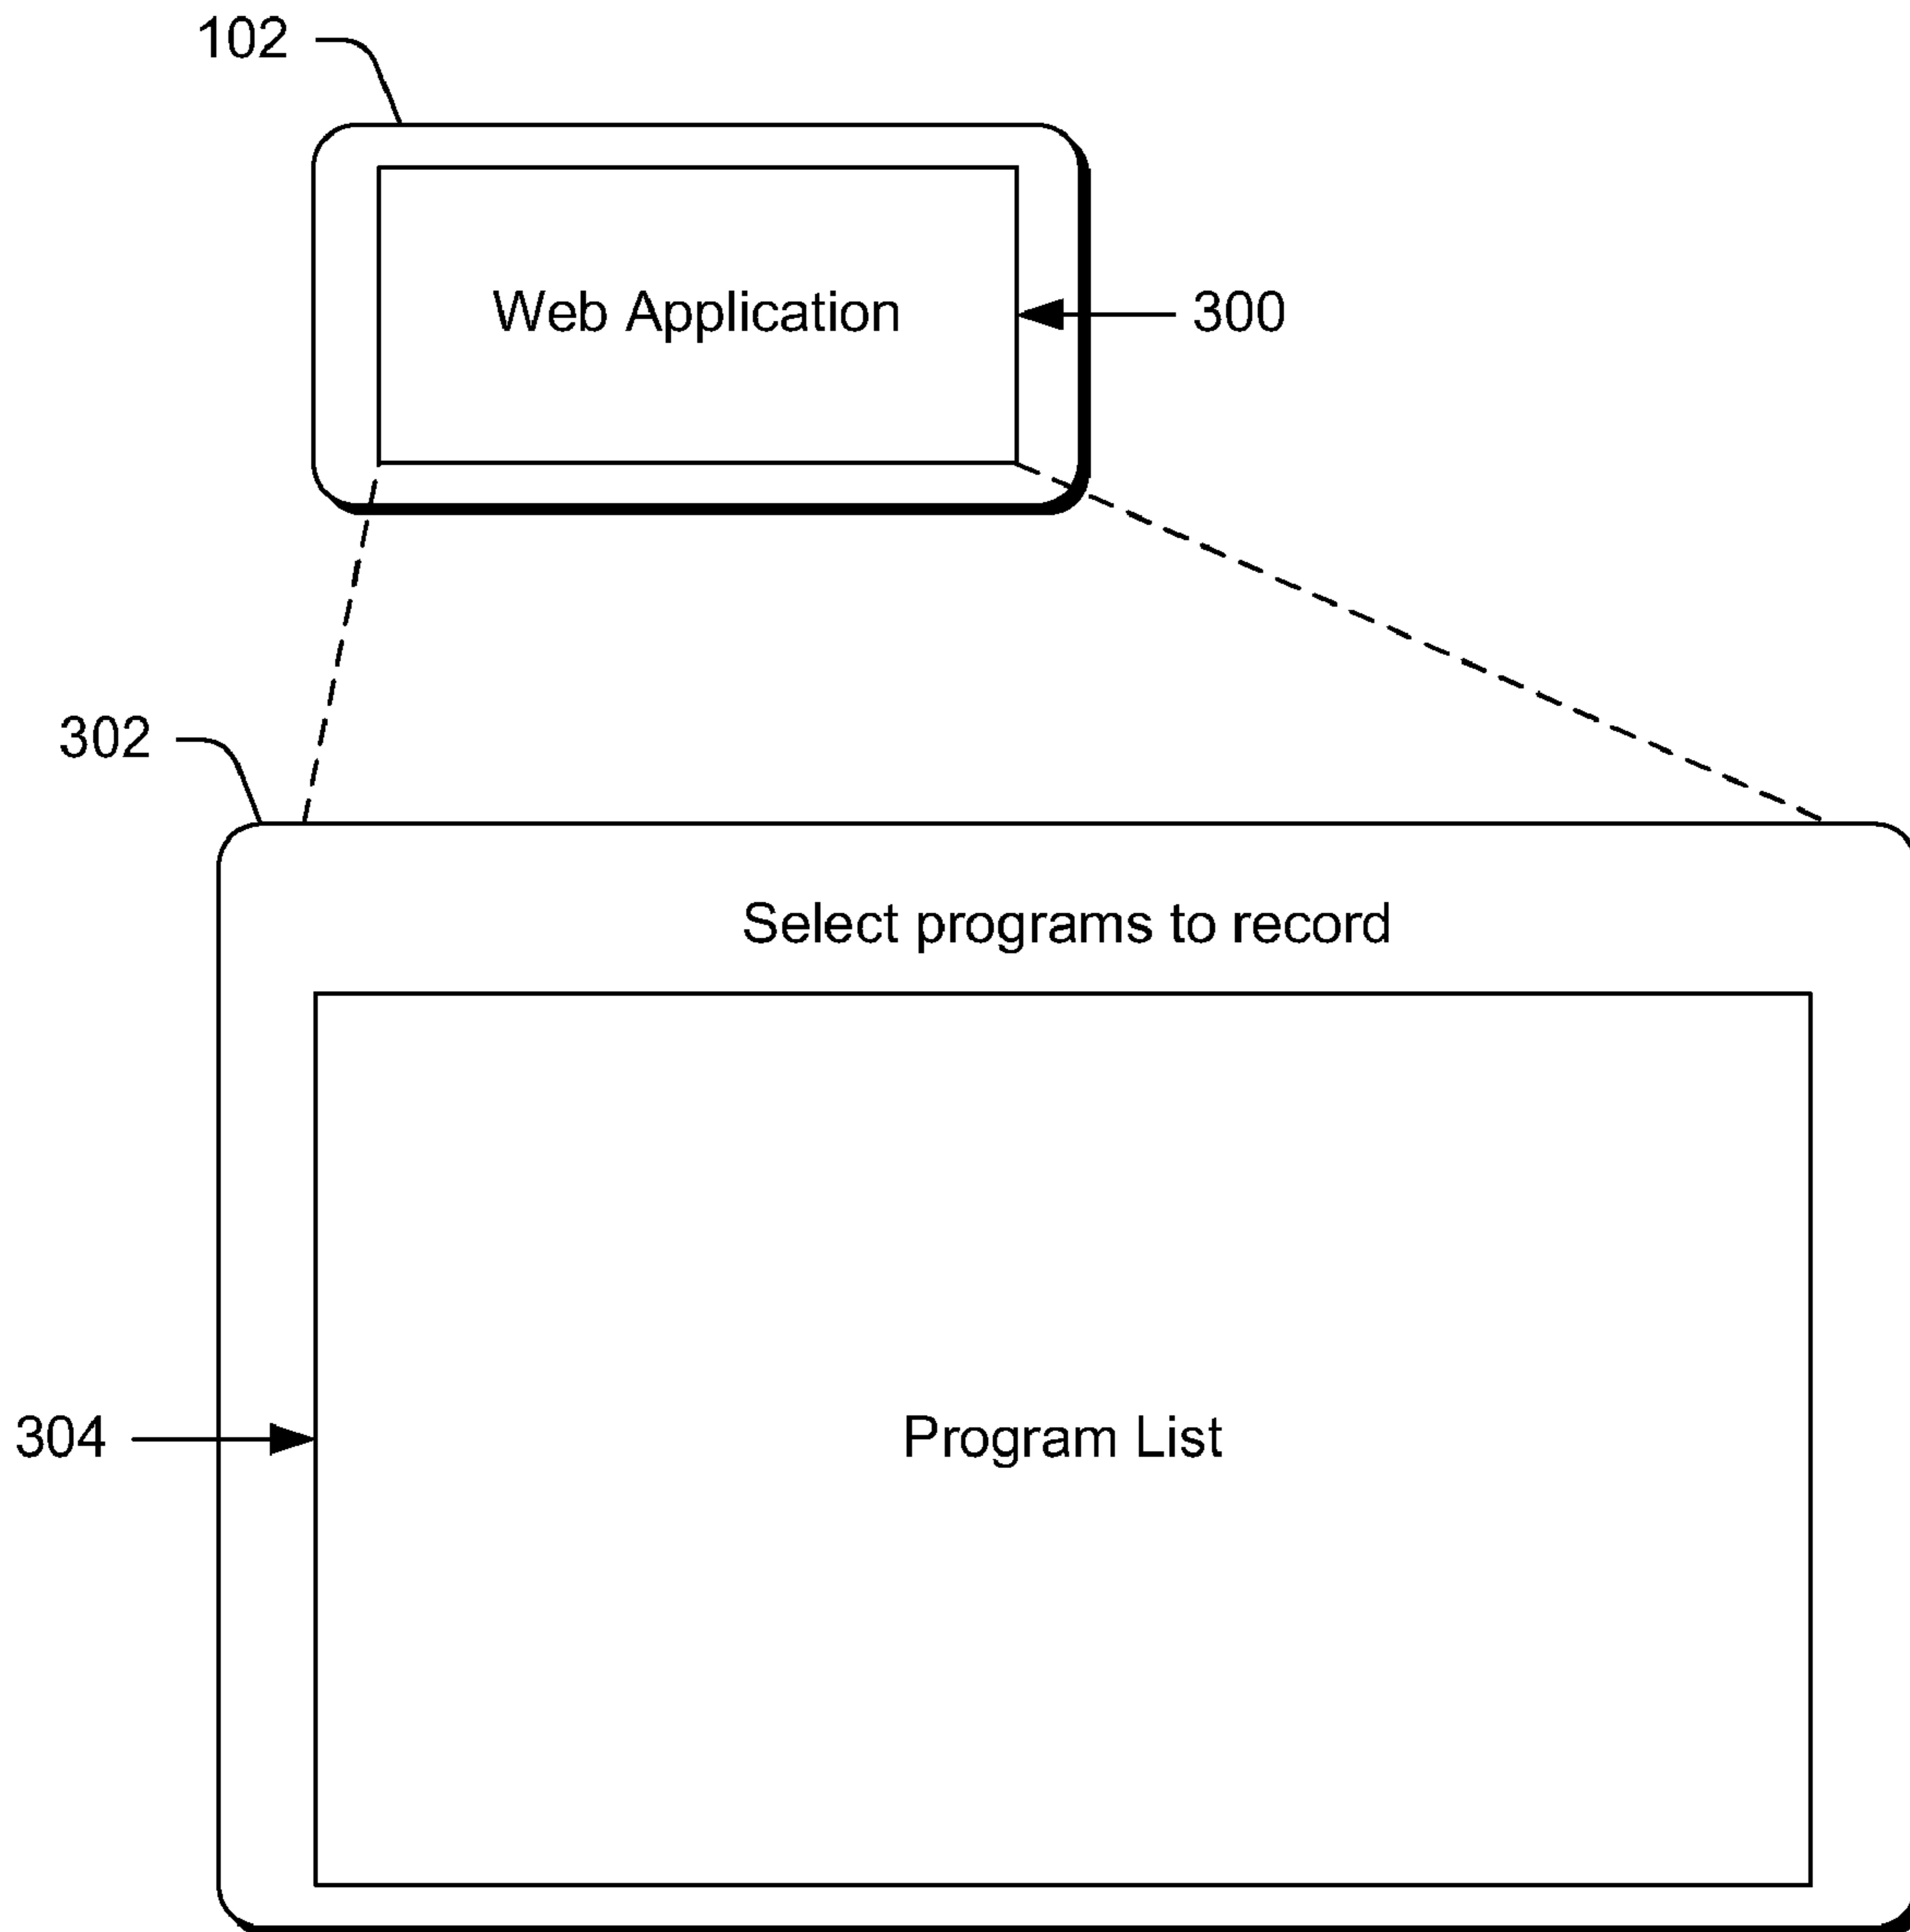 102
Web Application
300
302
Select programs to record
304
Program List